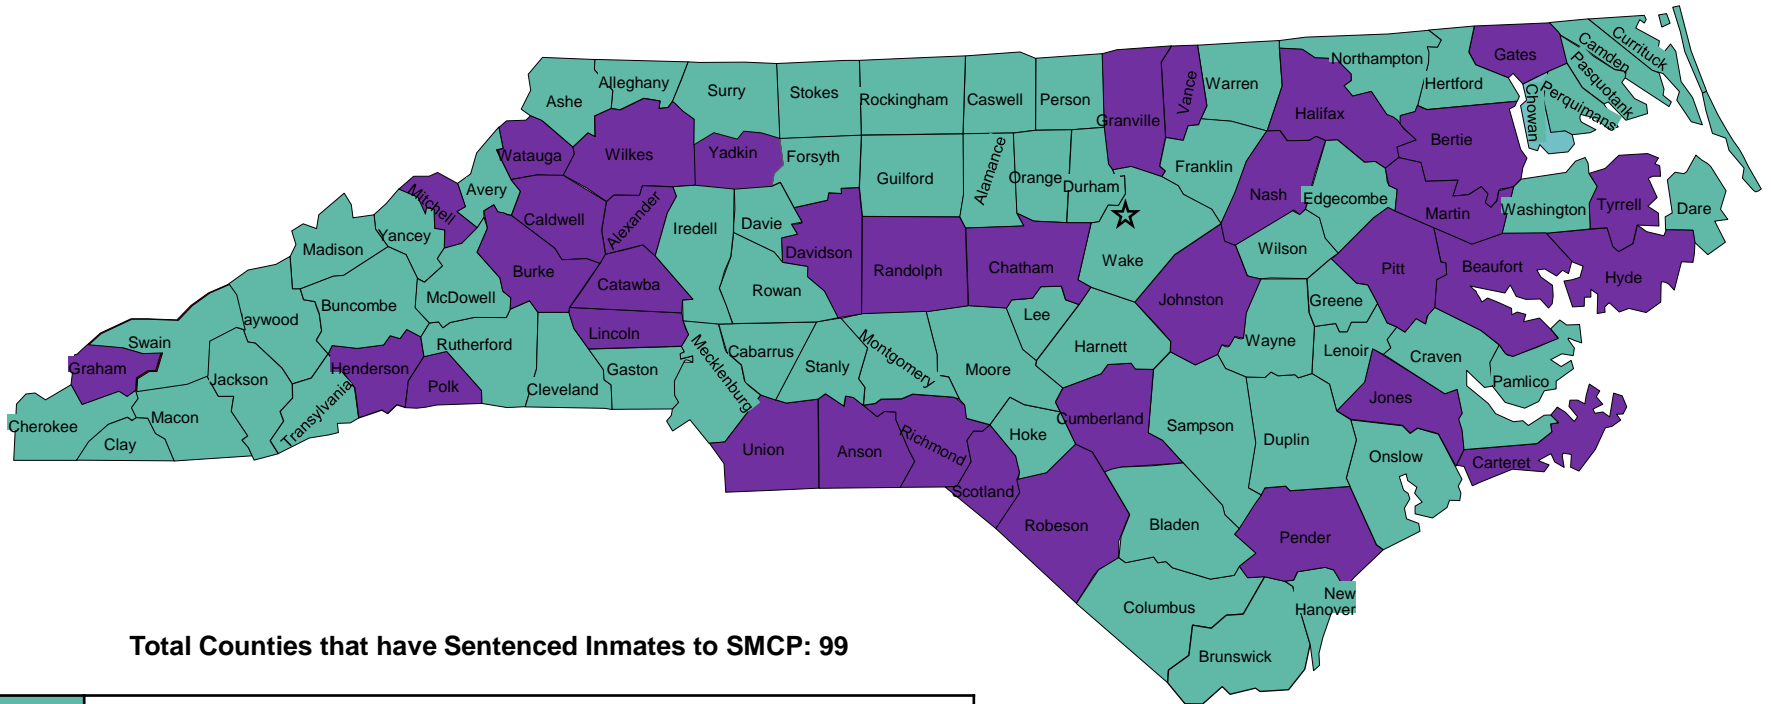 Gates
Camden
Currituck
Northampton
Hertford
Pasquotank
Perquimans
Chowan
Alleghany
Ashe
Surry
Stokes
Rockingham
Caswell
Person
Granville
Vance
Warren
Halifax
Bertie
Watauga
Wilkes
Yadkin
Forsyth
Guilford
Alamance
Orange
Durham
Franklin
Nash
Edgecombe
Martin
Washington
Tyrrell
Dare
Mitchell
Avery
Caldwell
Alexander
Iredell
Davie
Davidson
Randolph
Chatham
Wake
Wilson
Pitt
Beaufort
Hyde
Madison
Yancey
Burke
Catawba
Rowan
Johnston
Greene
Buncombe
McDowell
Lee
Harnett
Wayne
Lenoir
Craven
Pamlico
aywood
Swain
Graham
Jackson
Henderson
Rutherford
Polk
Lincoln
Gaston
Cleveland
Mecklenburg
Cabarrus
Stanly
Montgomery
Moore
Cherokee
Clay
Macon
Transylvania
Union
Anson
Richmond
Scotland
Hoke
Cumberland
Sampson
Duplin
Jones
Onslow
Carteret
Robeson
Bladen
Pender
Columbus
New
Hanover
Brunswick
Total Counties that have Sentenced Inmates to SMCP: 99